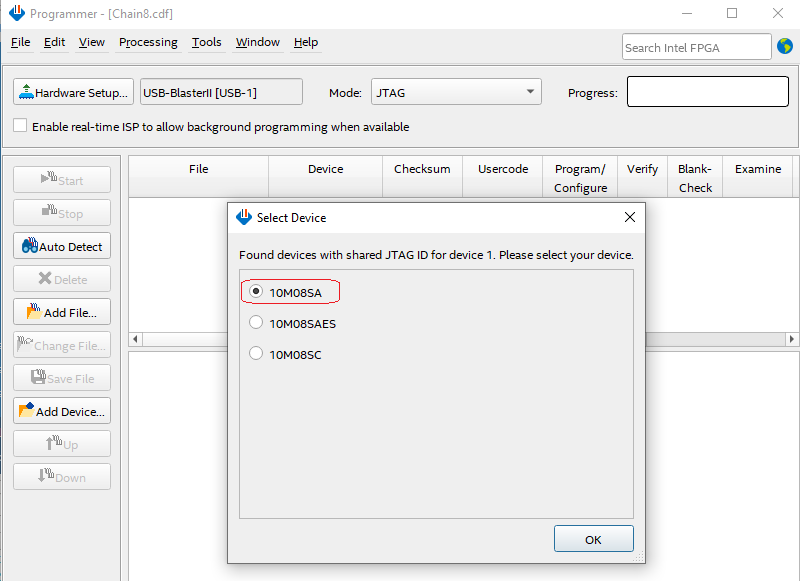 Programmer - [Chain8.cdf]
File Edit View Processing Tools Window Help
Search Intel FPGA
Hardware Setup... USB-BlasterII [USB-1] Mode: JTAG Progress:
Enable real-time ISP to allow background programming when available
Start
Stop
Auto Detect
Delete
Add File...
Change File...
Save File
Add Device...
Up
Down
File Device Checksum Usercode Program/ Verify Blank- Examine
Configure Check
Select Device
Found devices with shared JTAG ID for device 1. Please select your device.
10M08SA
10M08SAES
10M08SC
OK